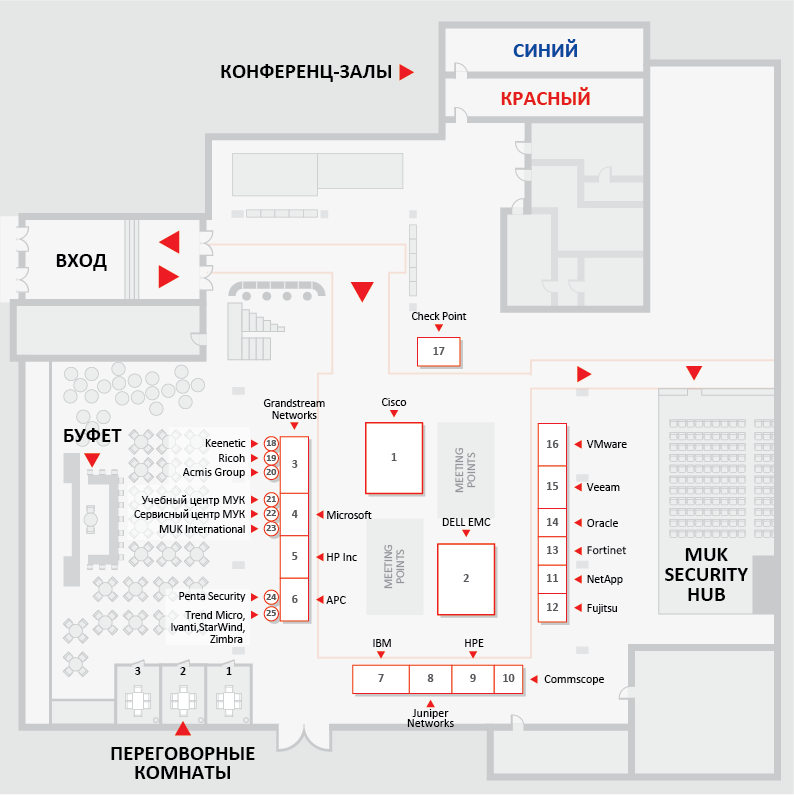 СИНИЙ
КОНФЕРЕНЦ-ЗАЛЫ
КРАСНЫЙ
ВХОД
Check Point
17
Grandstream
Networks
Cisco
БУФЕТ
Keenetic
18
Ricoh
19
Acmis Group
20
3
1
MEETING
POINTS
16
VMware
15
Veeam
Учебный центр МУК
21
Сервисный центр МУК
22
MUK International
23
4
Microsoft
DELL EMC
14
Oracle
5
HP Inc
MEETING
POINTS
2
13
Fortinet
11
NetApp
12
Fujitsu
MUK
SECURITY
HUB
Penta Security
24
Trend Micro,
Ivanti,StarWind,
Zimbra
25
6
APC
IBM
HPE
7
8
9
10
Commscope
Juniper
Networks
3
2
1
ПЕРЕГОВОРНЫЕ
КОМНАТЫ